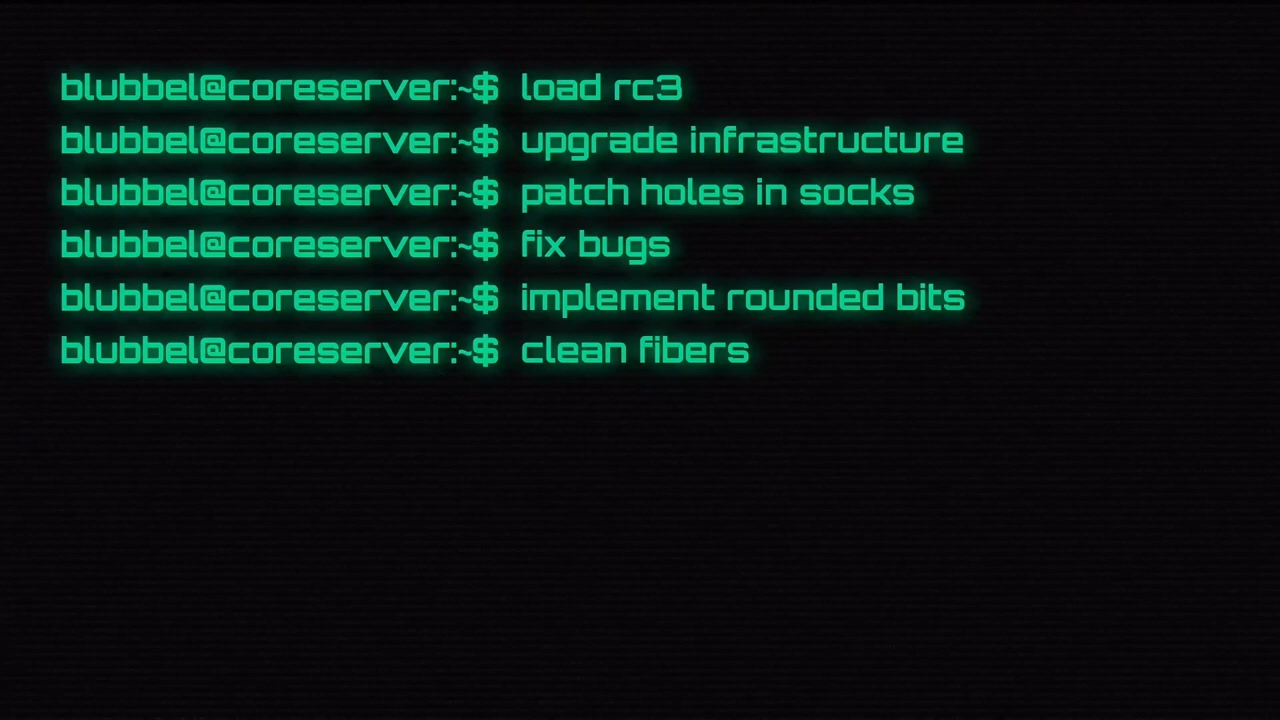 blubbel@coreserver:~$ load rc3
blubbel@coreserver:~$ upgrade infrastructure
blubbel@coreserver:~$ patch holes in socks
blubbel@coreserver:~$ fix bugs
blubbel@coreserver:~$ implement rounded bits
blubbel@coreserver:~$ clean fibers